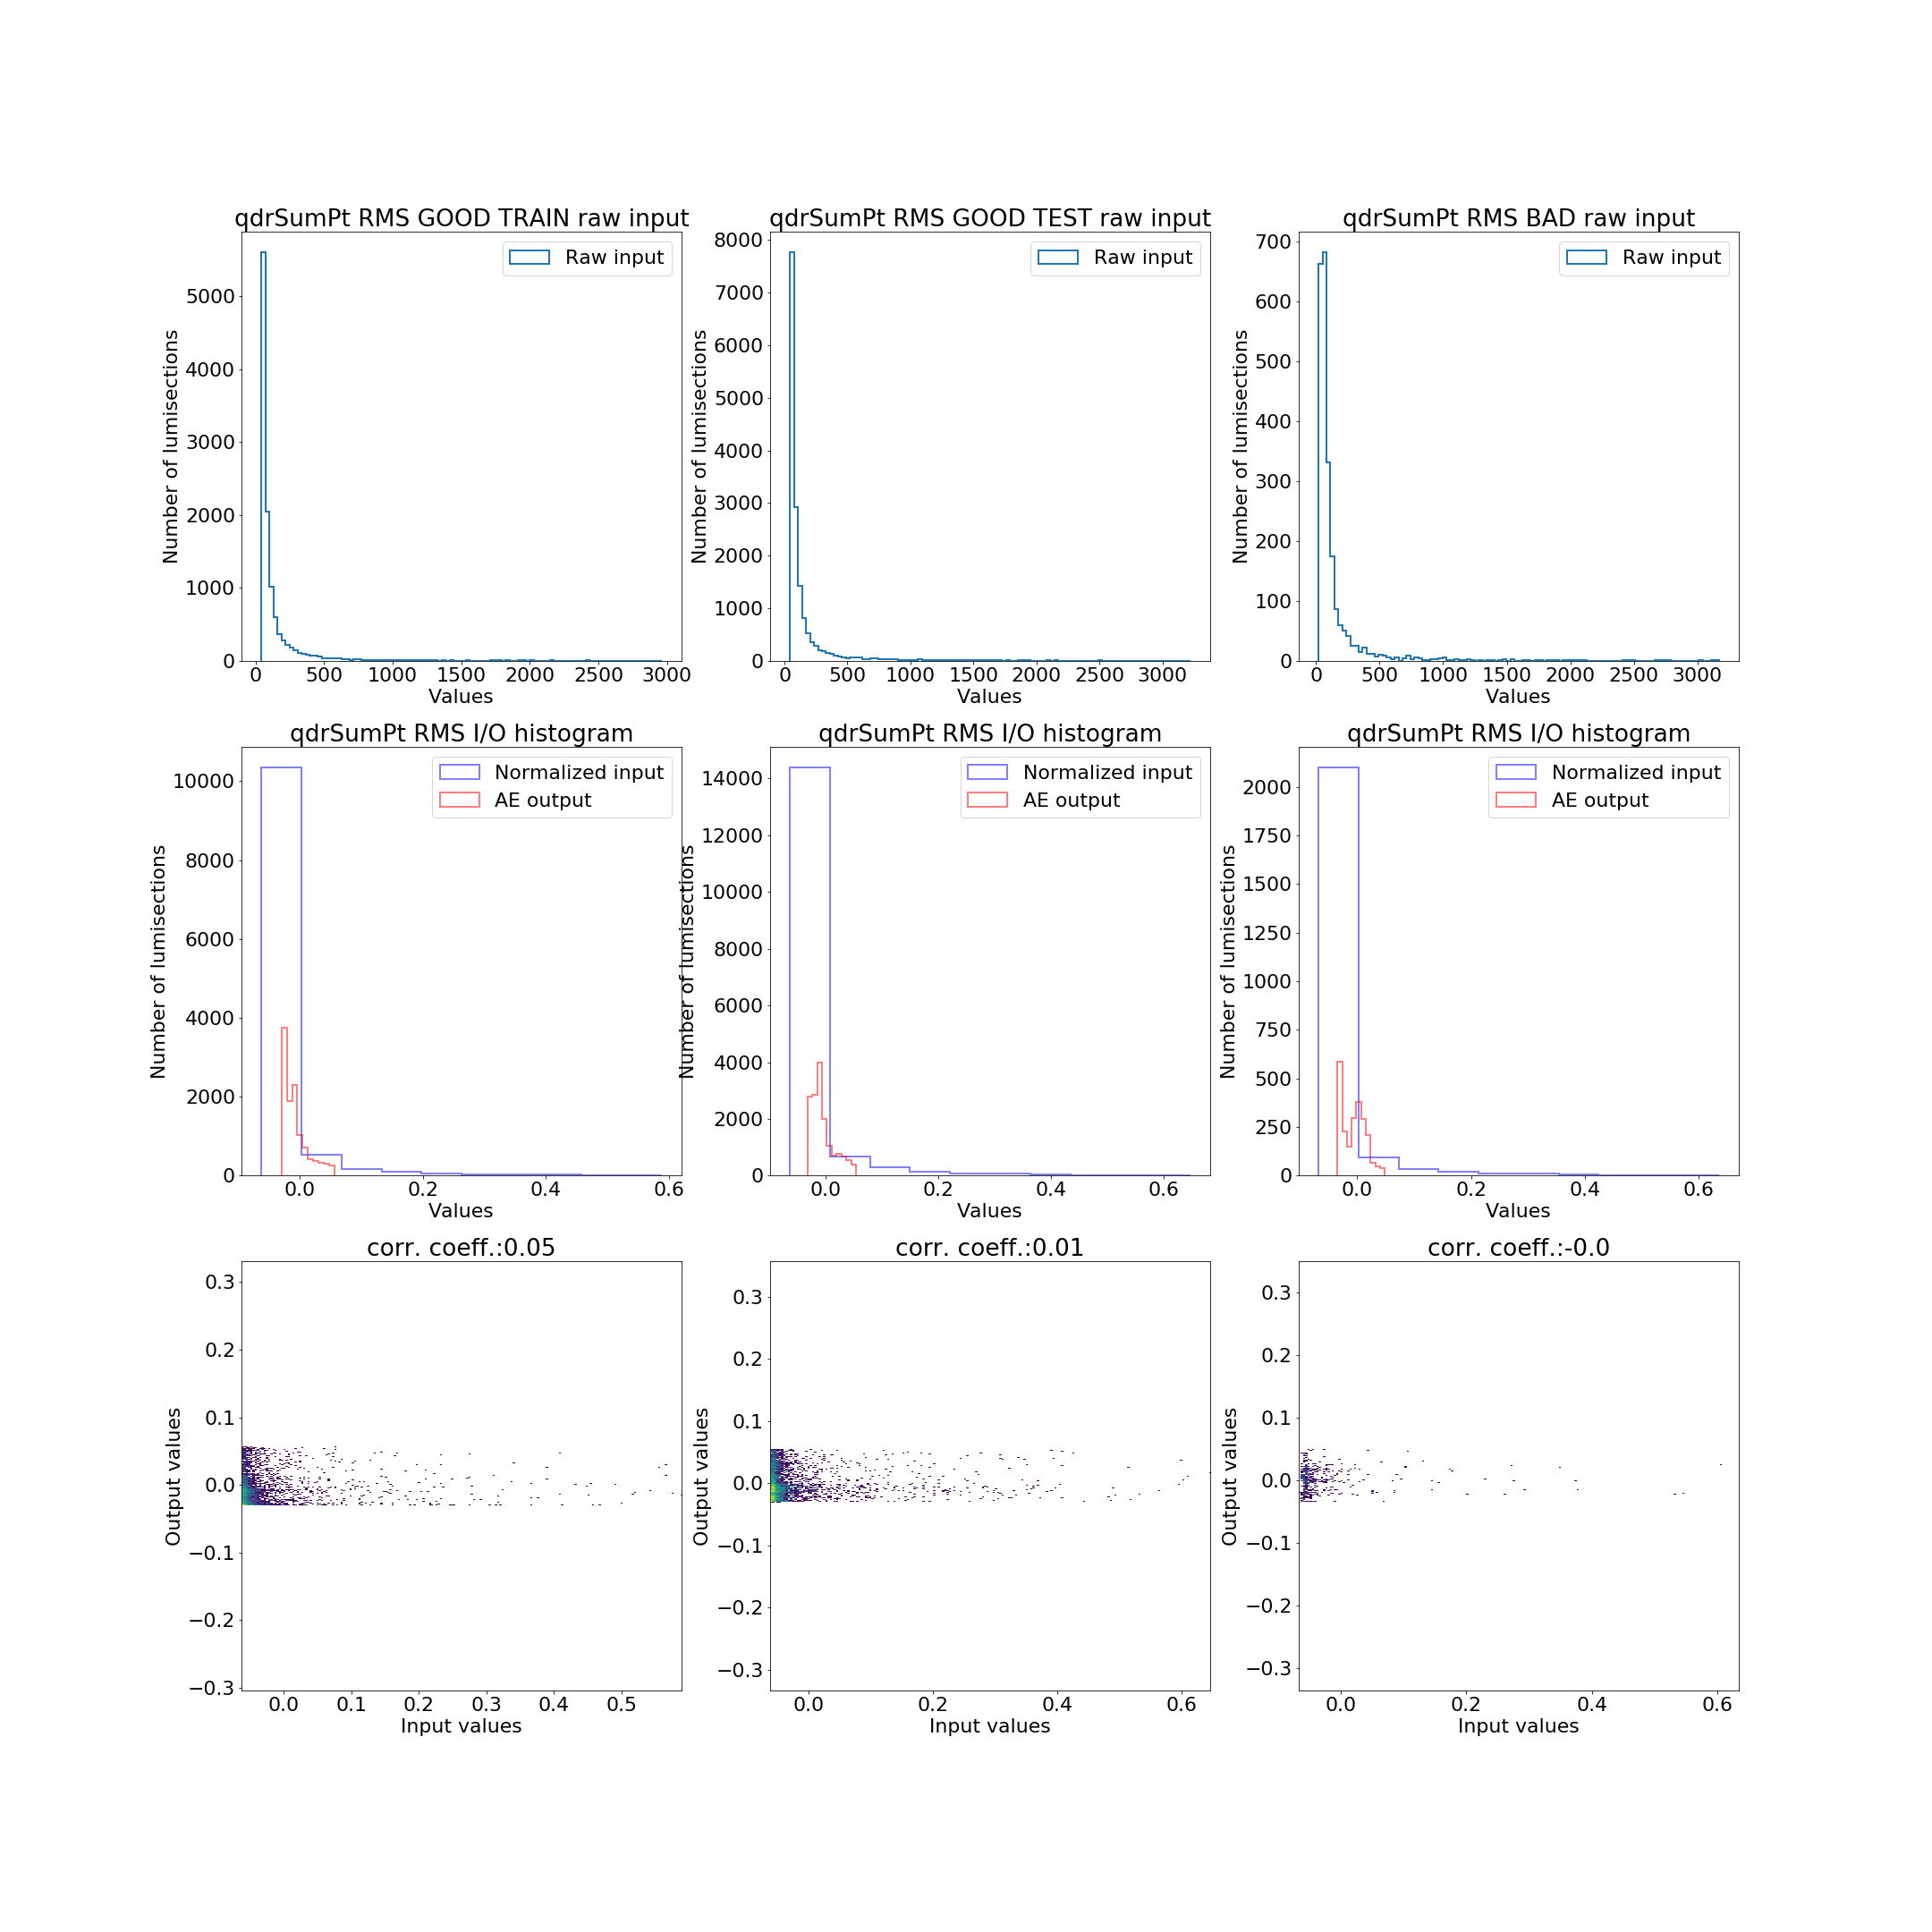 qdrSumPt RMS GOOD TRAIN raw input
Raw input
Number of lumisections
5000
4000
3000
2000
1000
0
0 500 1000 1500 2000 2500 3000
Values
qdrSumPt RMS GOOD TEST raw input
Raw input
Number of lumisections
8000
7000
6000
5000
4000
3000
2000
1000
0
0 500 1000 1500 2000 2500 3000
Values
qdrSumPt RMS BAD raw input
Raw input
Number of lumisections
700
600
500
400
300
200
100
0
0 500 1000 1500 2000 2500 3000
Values
qdrSumPt RMS I/O histogram
Normalized input
AE output
Number of lumisections
10000
8000
6000
4000
2000
0
0.0 0.2 0.4 0.6
Values
qdrSumPt RMS I/O histogram
Normalized input
AE output
Number of lumisections
14000
12000
10000
8000
6000
4000
2000
0
0.0 0.2 0.4 0.6
Values
qdrSumPt RMS I/O histogram
Normalized input
AE output
Number of lumisections
2000
1750
1500
1250
1000
750
500
250
0
0.0 0.2 0.4 0.6
Values
corr. coeff.:0.05
Output values
0.3
0.2
0.1
0.0
−0.1
−0.2
−0.3
0.0 0.1 0.2 0.3 0.4 0.5
Input values
corr. coeff.:0.01
Output values
0.3
0.2
0.1
0.0
−0.1
−0.2
−0.3
0.0 0.2 0.4 0.6
Input values
corr. coeff.:-0.0
Output values
0.3
0.2
0.1
0.0
−0.1
−0.2
−0.3
0.0 0.2 0.4 0.6
Input values